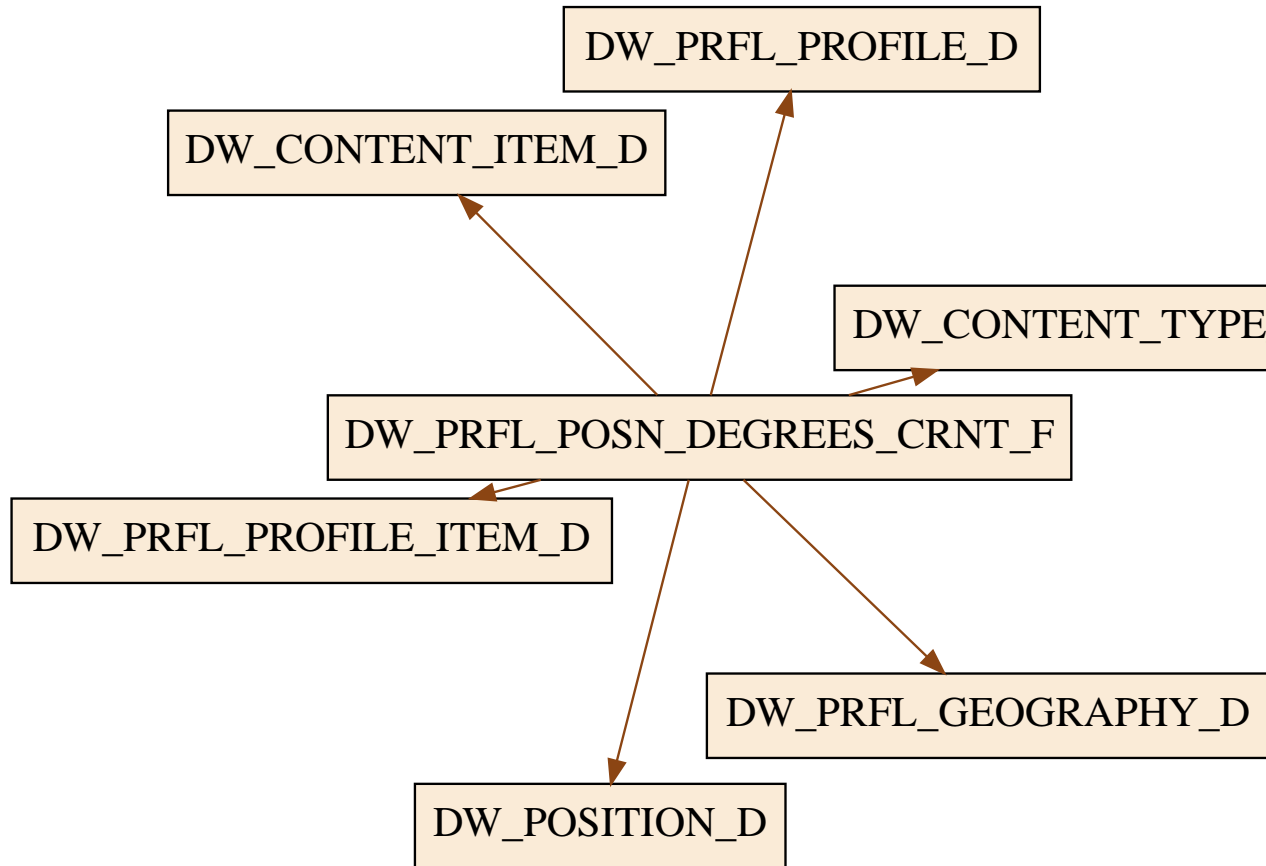 DW_PRFL_PROFILE_D
DW_CONTENT_ITEM_D
DW_CONTENT_TYPE
DW_PRFL_POSN_DEGREES_CRNT_F
DW_PRFL_PROFILE_ITEM_D
DW_PRFL_GEOGRAPHY_D
DW_POSITION_D